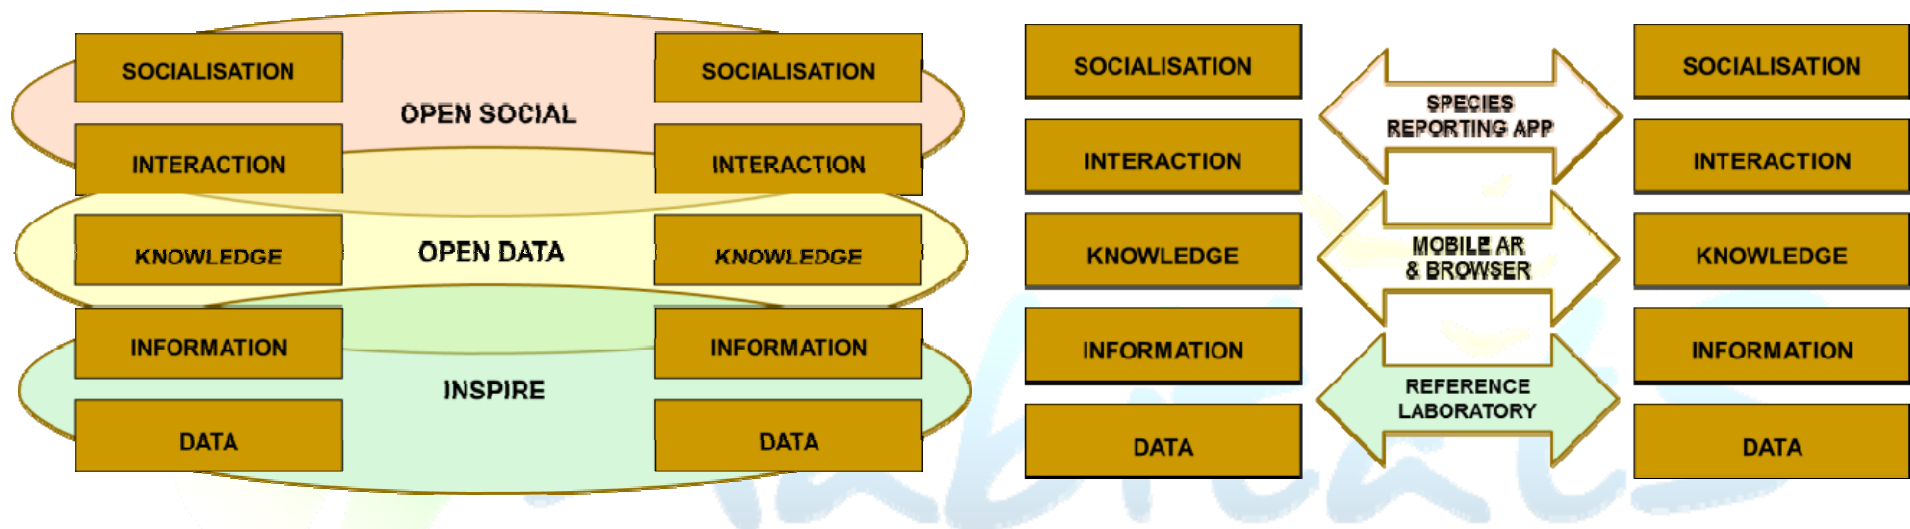 SOCIALISATION
SOCIALISATION
OPEN SOCIAL
INTERACTION
INTERACTION
KNOWLEDGE
OPEN DATA
KNOWLEDGE
INFORMATION
INFORMATION
INSPIRE
DATA
DATA
SOCIALISATION
SOCIALISATION
SPECIES
REPORTING APP
INTERACTION
INTERACTION
KNOWLEDGE
MOBILE AR
& BROWSER
KNOWLEDGE
INFORMATION
INFORMATION
REFERENCE
LABORATORY
DATA
DATA
Habitats